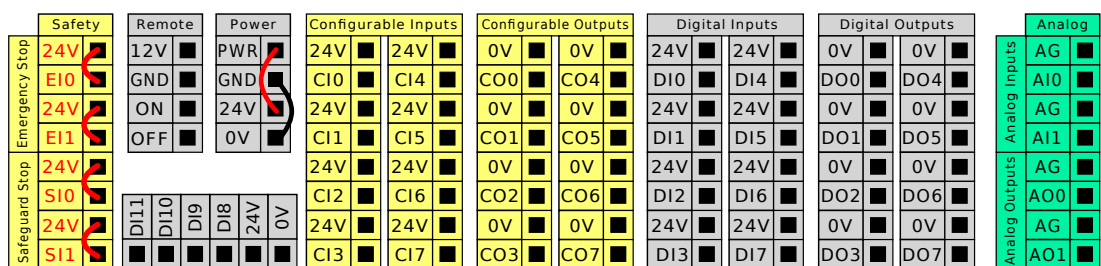 Safety Remote Power Configurable Inputs Configurable Outputs Digital Inputs Digital Outputs Analog
Emergency Stop
24V
EI0
24V
EI1
Safeguard Stop
24V
SI0
24V
SI1
12V
GND
ON
OFF
PWR
GND
24V
0V
DI11 DI10 DI9 DI8 24V 0V
24V 24V
CI0 CI4
24V 24V
CI1 CI5
24V 24V
CI2 CI6
24V 24V
CI3 CI7
0V 0V
CO0 CO4
0V 0V
CO1 CO5
0V 0V
CO2 CO6
0V 0V
CO3 CO7
24V 24V
DI0 DI4
24V 24V
DI1 DI5
24V 24V
DI2 DI6
24V 24V
DI3 DI7
0V 0V
DO0 DO4
0V 0V
DO1 DO5
0V 0V
DO2 DO6
0V 0V
DO3 DO7
Analog Inputs
AG
AI0
AG
AI1
Analog Outputs
AG
AO0
AG
AO1